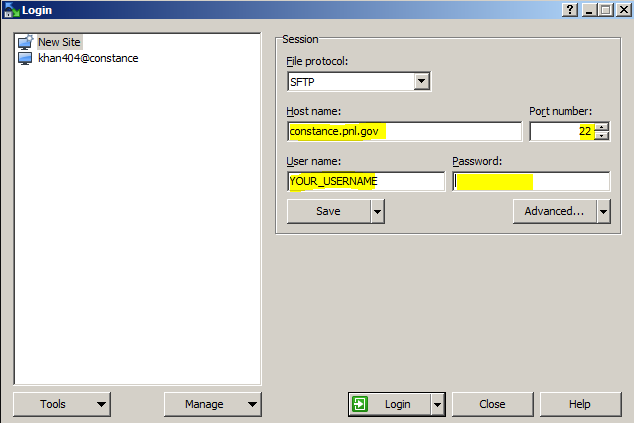 Login
New Site
khan404@constance
Session
File protocol:
SFTP
Host name:
Port number:
constance.pnl.gov
22
User name:
Password:
YOUR_USERNAME
Save
Advanced...
Tools
Manage
Login
Close
Help